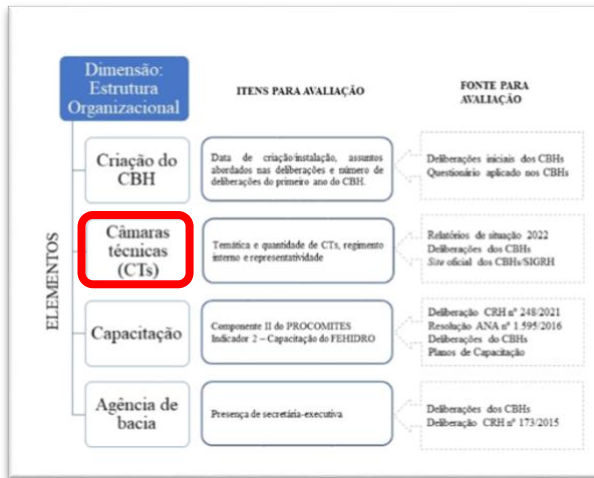 Dimensão:
Estrutura
Organizacional
ITENS PARA AVALIAÇÃO
FONTE PARA
AVALIAÇÃO
ELEMENTOS
Criação do
CBH
Data de criação/instalação, assuntos
abordados nas deliberações e número de
deliberações do primeiro ano do CBH.
Deliberações iniciais dos CBHs
Questionário aplicado nos CBHs
Câmaras
técnicas
(CTs)
Temática e quantidade de CTs, regimento
interno e representatividade
Relatórios de situação 2022
Deliberações dos CBHs
Site oficial dos CBHs/SIGRH
Capacitação
Componente II do PROCOMITES
Indicador 2 – Capacitação do FEHIDRO
Deliberação CRH nº 248/2021
Resolução ANA nº 1.595/2016
Deliberações do CBHs
Planos de Capacitação
Agência de
bacia
Presença de secretária-executiva
Deliberações dos CBHs
Deliberação CRH nº 173/2015